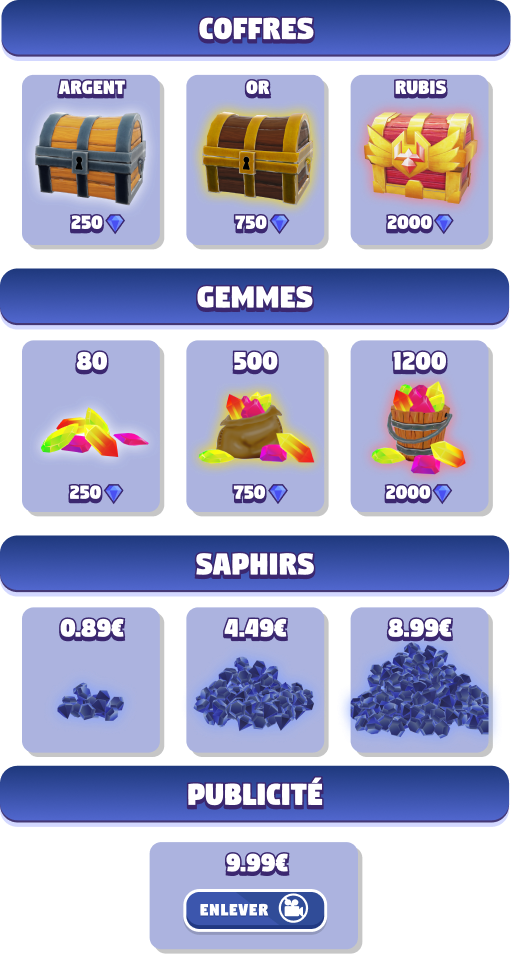 COFFRES
ARGENT
OR
RUBIS
250
750
2000
GEMMES
80
500
1200
250
750
2000
SAPHIRS
0.89€
4.49€
8.99€
PUBLICITÉ
9.99€
ENLEVER